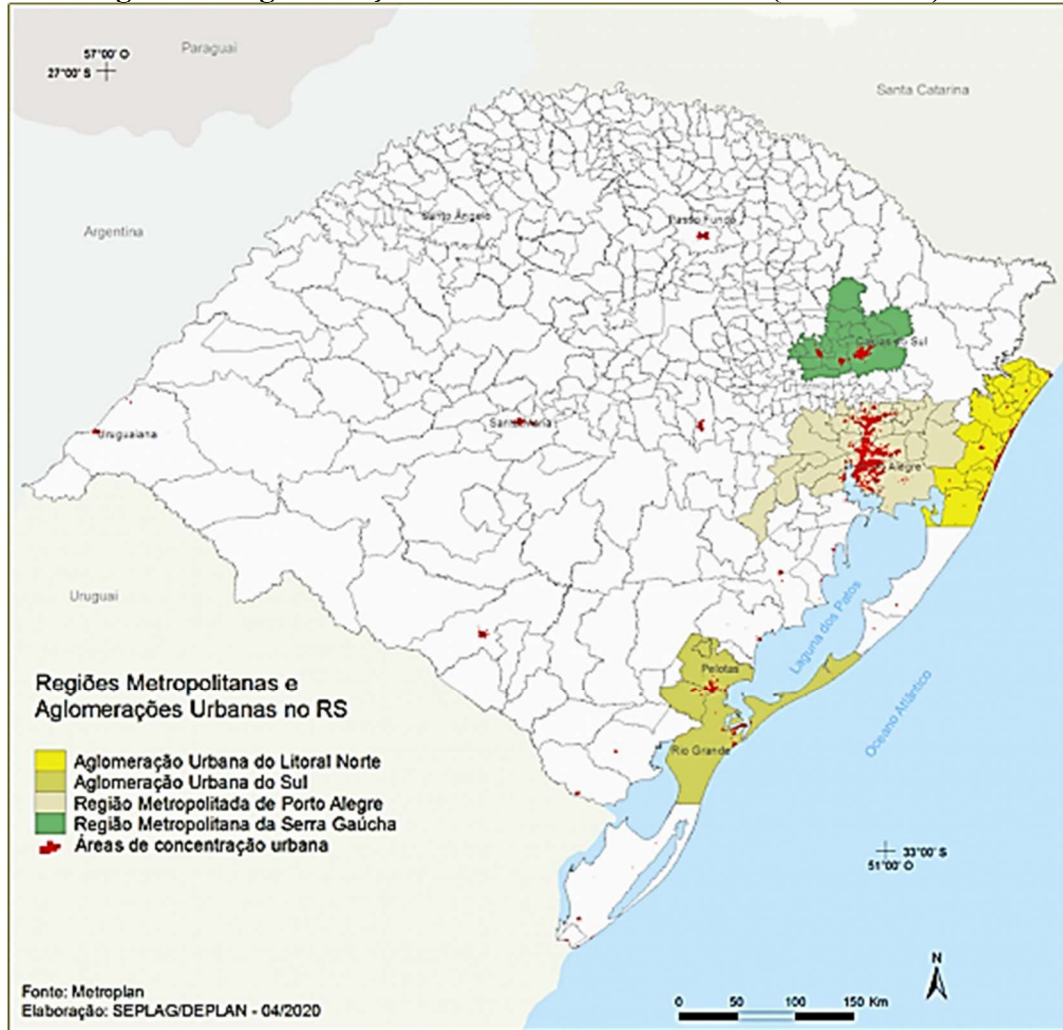 Paraguai
57°00' O
27°00' S
Santa Catarina
Argentina
Santo Ângelo
Passo Fundo
Caxias do Sul
Uruguaiana
Santa Maria
Alegre
Uruguai
Laguna dos Patos
Pelotas
Oceano Atlântico
Rio Grande
Regiões Metropolitanas e
Aglomerações Urbanas no RS
Aglomeração Urbana do Litoral Norte
Aglomeração Urbana do Sul
Região Metropolitada de Porto Alegre
Região Metropolitana da Serra Gaúcha
Áreas de concentração urbana
33°00' S
51°00' O
N
Fonte: Metroplan
Elaboração: SEPLAG/DEPLAN - 04/2020
0 50 100 150 Km